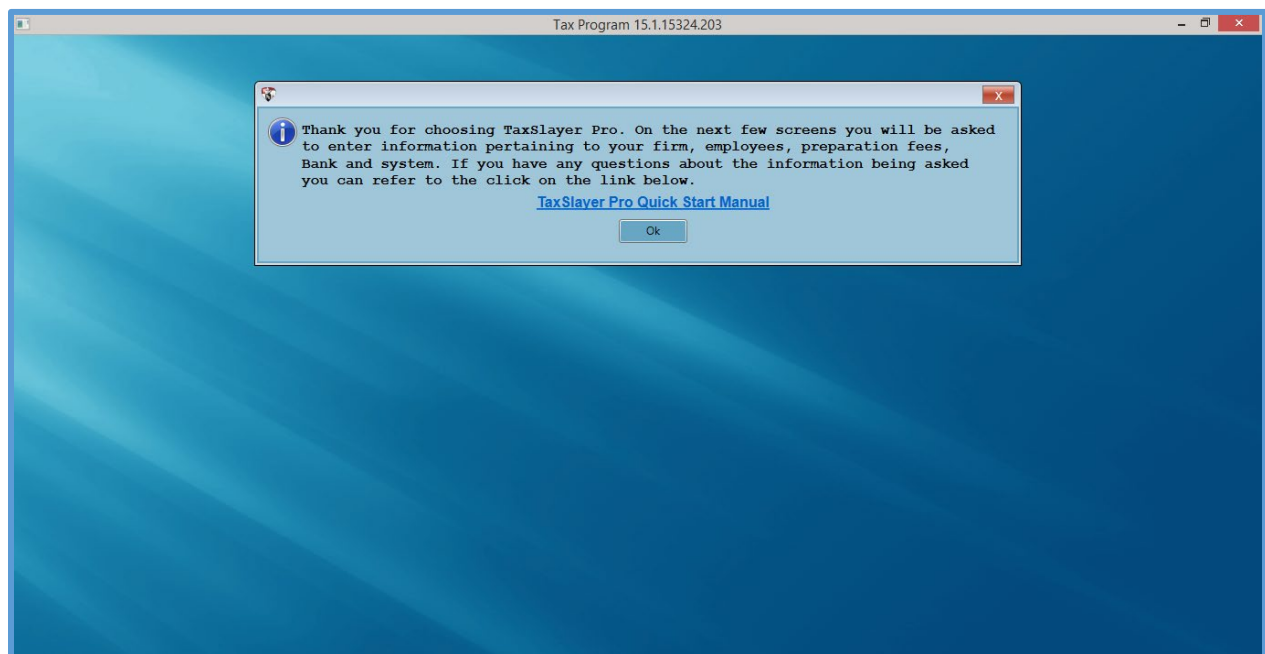 Tax Program 15.1.15324.203
Thank you for choosing TaxSlayer Pro. On the next few screens you will be asked
to enter information pertaining to your firm, employees, preparation fees,
Bank and system. If you have any questions about the information being asked
you can refer to the click on the link below.
TaxSlayer Pro Quick Start Manual
Ok